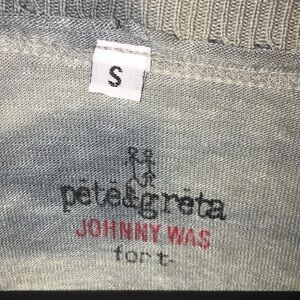 S
pete&greta
JOHNNY WAS
for t-